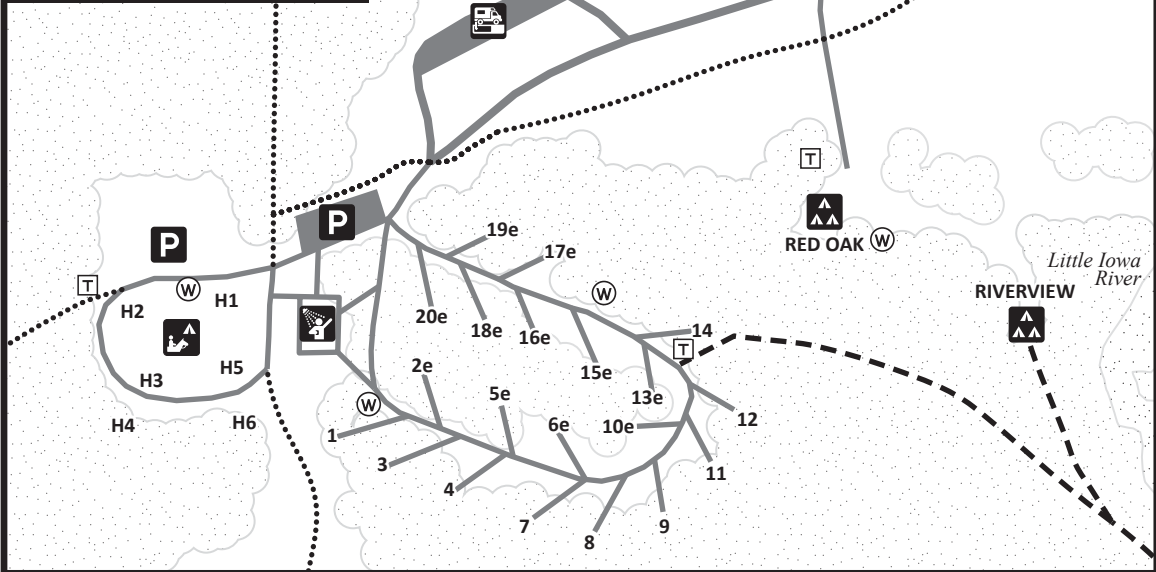 T
RED OAK W
Little Iowa
River
RIVERVIEW
P
P
T
W
H1
H2
H3
H4
H5
H6
19e
17e
20e
18e
16e
W
14
T
15e
13e
12
2e
5e
6e
10e
W
1
3
4
11
7
8
9